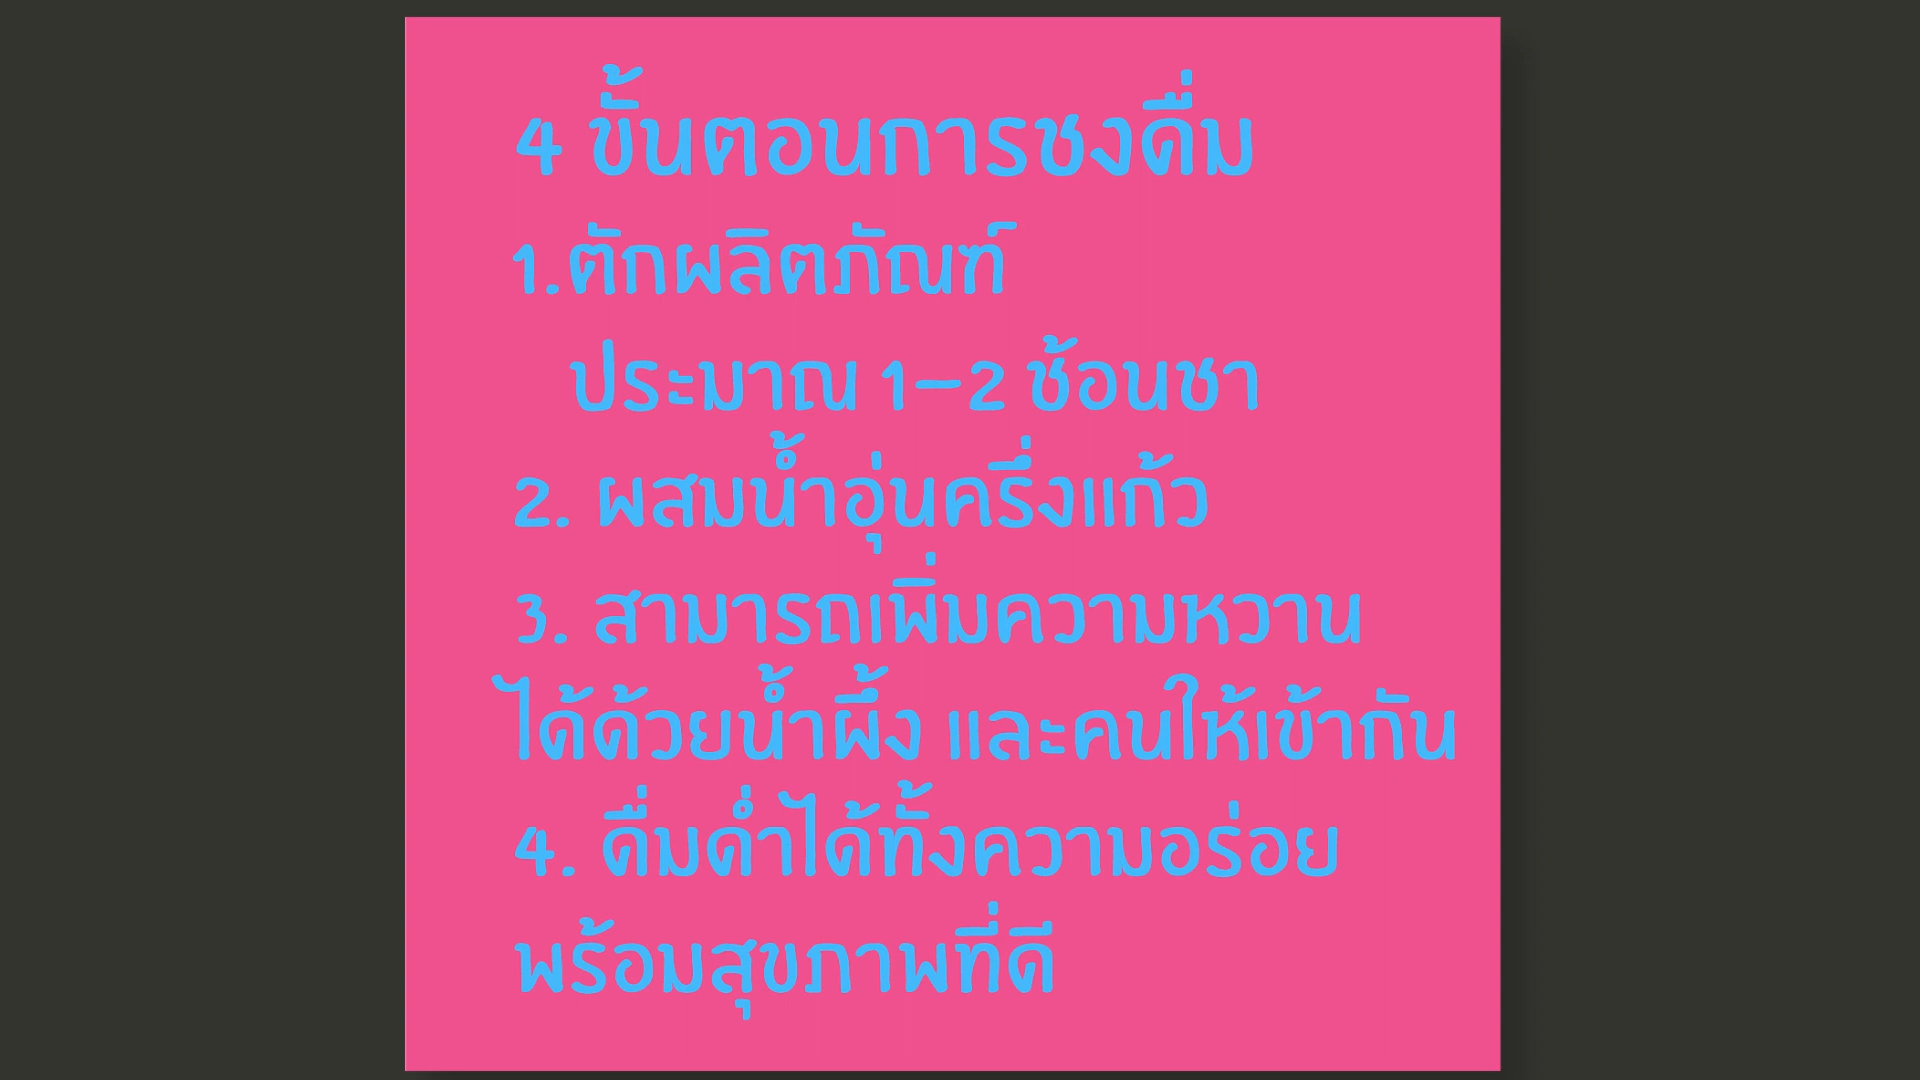 4 ขั้นตอนการชงดื่ม
1.ตักผลิตภัณฑ์
ประมาณ 1-2 ช้อนชา
2. ผสมน้ำอุ่นครึ่งแก้ว
3. สามารถเพิ่มความหวาน
ได้ด้วยน้ำผึ้ง และคนให้เข้ากัน
4. ดื่มด่ำได้ทั้งความอร่อย
พร้อมสุขภาพที่ดี